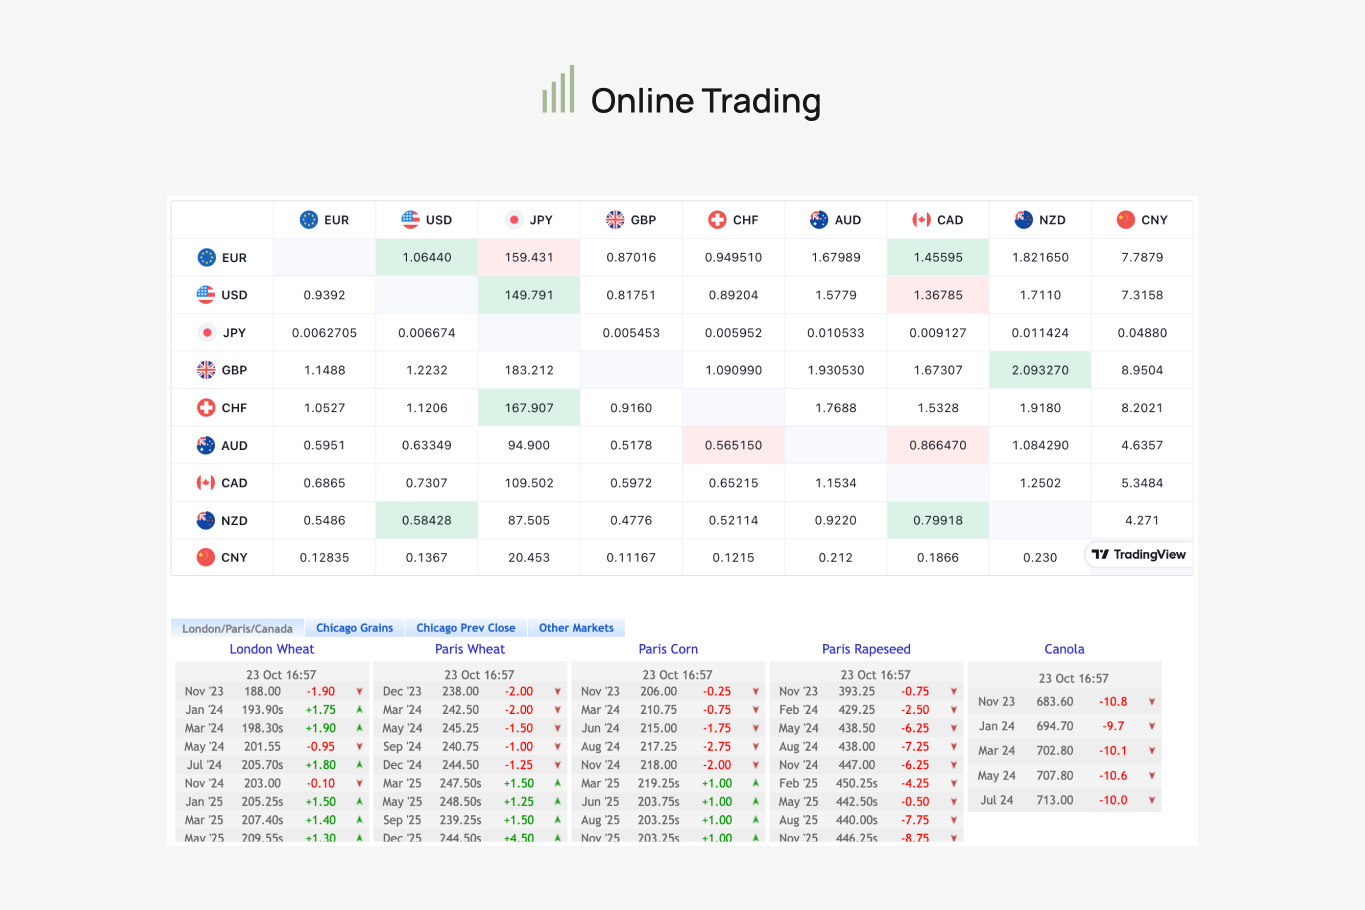 Online Trading
EUR USD JPY GBP CHF AUD CAD NZD CNY
EUR 1.06440 159.431 0.87016 0.949510 1.67989 1.45595 1.821650 7.7879
USD 0.9392 149.791 0.81751 0.89204 1.5779 1.36785 1.7110 7.3158
JPY 0.0062705 0.006674 0.005453 0.005952 0.010533 0.009127 0.011424 0.04880
GBP 1.1488 1.2232 183.212 1.090990 1.930530 1.67307 2.093270 8.9504
CHF 1.0527 1.1206 167.907 0.9160 1.7688 1.5328 1.9180 8.2021
AUD 0.5951 0.63349 94.900 0.5178 0.565150 0.866470 1.084290 4.6357
CAD 0.6865 0.7307 109.502 0.5972 0.65215 1.1534 1.2502 5.3484
NZD 0.5486 0.58428 87.505 0.4776 0.52114 0.9220 0.79918 4.271
CNY 0.12835 0.1367 20.453 0.11167 0.1215 0.212 0.1866 0.230
TradingView
London/Paris/Canada Chicago Grains Chicago Prev Close Other Markets
London Wheat
23 Oct 16:57
Nov '23 188.00 -1.90
Jan '24 193.90s +1.75
Mar '24 198.30s +1.90
May '24 201.55 -0.95
Jul '24 205.70s +1.80
Nov '24 203.00 -0.10
Jan '25 205.25s +1.50
Mar '25 207.40s +1.40
May '25 209.55s +1.30
Paris Wheat
23 Oct 16:57
Dec '23 238.00 -2.00
Mar '24 242.50 -2.00
May '24 245.25 -1.50
Sep '24 240.75 -1.00
Dec '24 244.50 -1.25
Mar '25 247.50s +1.50
May '25 248.50s +1.25
Sep '25 239.25s +1.50
Dec '25 244.50s +4.50
Paris Corn
23 Oct 16:57
Nov '23 206.00 -0.25
Mar '24 210.75 -0.75
Jun '24 215.00 -1.75
Aug '24 217.25 -2.75
Nov '24 218.00 -2.00
Mar '25 219.25s +1.00
Jun '25 203.75s +1.00
Aug '25 203.25s +1.00
Nov '25 203.25s +1.00
Paris Rapeseed
23 Oct 16:57
Nov '23 393.25 -0.75
Feb '24 429.25 -2.50
May '24 438.50 -6.25
Aug '24 438.00 -7.25
Nov '24 447.00 -6.25
Feb '25 450.25s -4.25
May '25 442.50s -0.50
Aug '25 440.00s -7.75
Nov '25 446.25s -8.75
Canola
23 Oct 16:57
Nov 23 683.60 -10.8
Jan 24 694.70 -9.7
Mar 24 702.80 -10.1
May 24 707.80 -10.6
Jul 24 713.00 -10.0